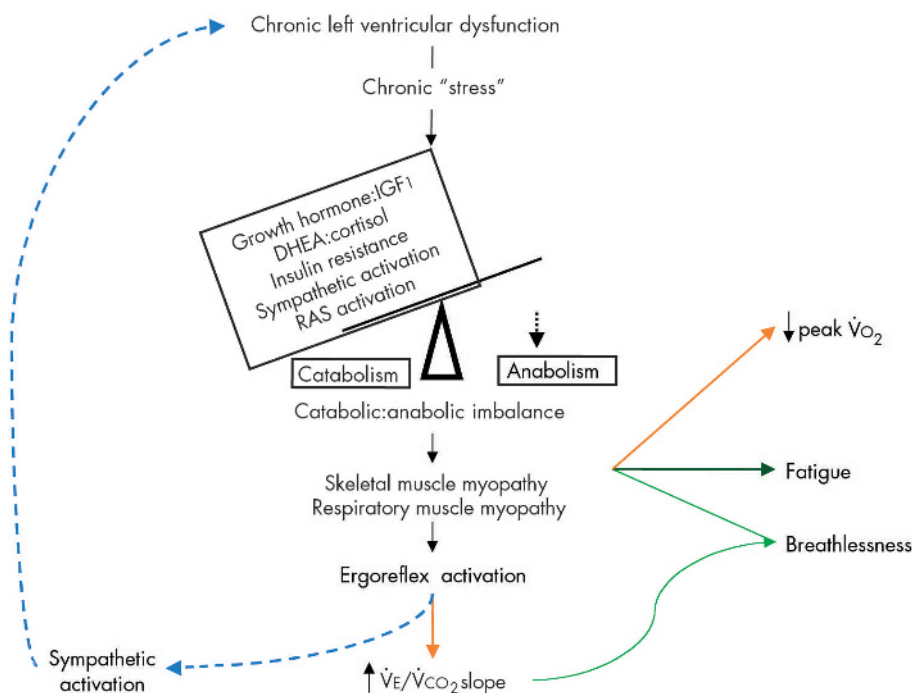 Chronic left ventricular dysfunction
Chronic “stress”
Growth hormone:IGF1
DHEA:cortisol
Insulin resistance
Sympathetic activation
RAS activation
Catabolism
Anabolism
Catabolic:anabolic imbalance
Skeletal muscle myopathy
Respiratory muscle myopathy
Ergoreflex activation
Sympathetic
activation
V̇E/V̇CO2 slope
peak V̇O2
Fatigue
Breathlessness